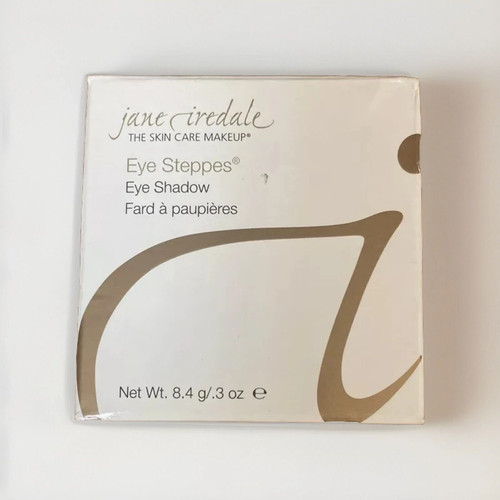 jane iredale
THE SKIN CARE MAKEUP®
Eye Steppes®
Eye Shadow
Fard à paupières
Net Wt. 8.4 g/.3 oz ℮